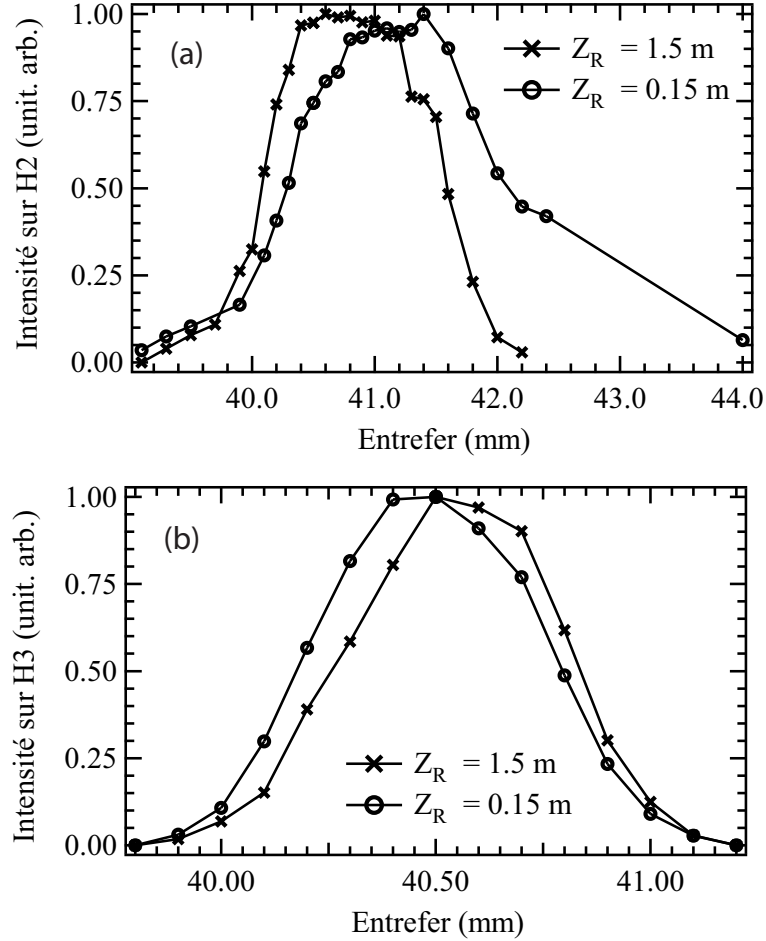 (a)
Z_R = 1.5 m
Z_R = 0.15 m
Intensité sur H2 (unit. arb.)
1.00
0.75
0.50
0.25
0.00
40.0 41.0 42.0 43.0 44.0
Entrefer (mm)
(b)
Intensité sur H3 (unit. arb.)
1.00
0.75
0.50
0.25
0.00
Z_R = 1.5 m
Z_R = 0.15 m
40.00 40.50 41.00
Entrefer (mm)